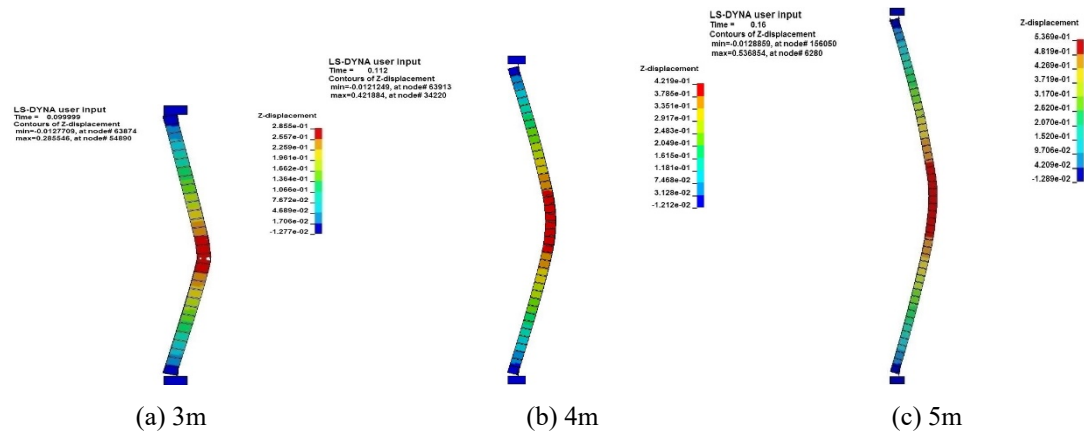 LS-DYNA user input
Time = 0.099999
Contours of Z-displacement
min=-0.0127709, at node# 63874
max=0.285546, at node# 54890
Z-displacement
2.855e-01
2.557e-01
2.259e-01
1.961e-01
1.662e-01
1.364e-01
1.066e-01
7.672e-02
4.689e-02
1.706e-02
-1.277e-02
(a) 3m
LS-DYNA user input
Time = 0.112
Contours of Z-displacement
min=-0.0121249, at node# 63913
max=0.421884, at node# 34220
Z-displacement
4.219e-01
3.785e-01
3.351e-01
2.917e-01
2.483e-01
2.049e-01
1.615e-01
1.181e-01
7.468e-02
3.128e-02
-1.212e-02
(b) 4m
LS-DYNA user input
Time = 0.16
Contours of Z-displacement
min=-0.0128859, at node# 156050
max=0.536854, at node# 6280
Z-displacement
5.369e-01
4.819e-01
4.269e-01
3.719e-01
3.170e-01
2.620e-01
2.070e-01
1.520e-01
9.706e-02
4.209e-02
-1.289e-02
(c) 5m